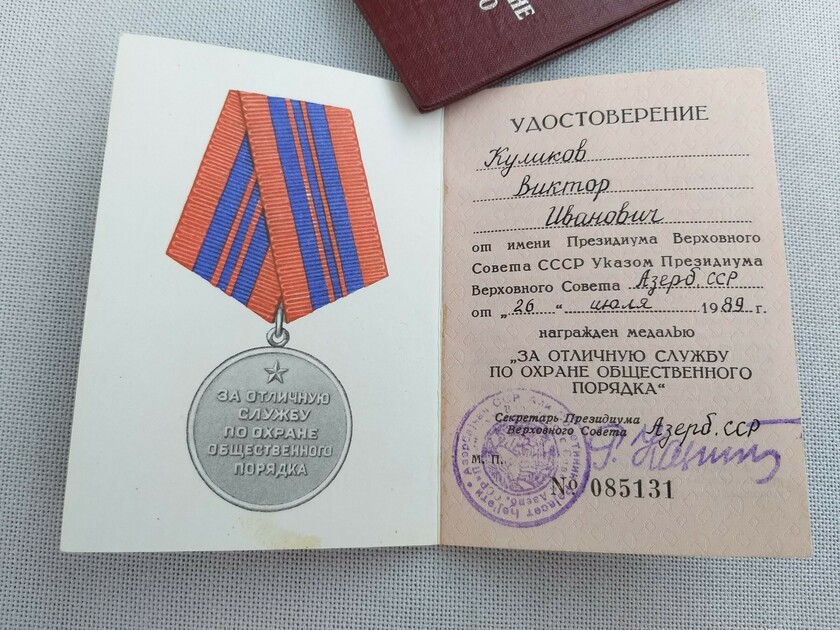 НЕ
О
ЗА ОТЛИЧНУЮ
СЛУЖБУ
ПО ОХРАНЕ
ОБЩЕСТВЕННОГО
ПОРЯДКА
УДОСТОВЕРЕНИЕ
Куликов
Виктор
Иванович
от имени Президиума Верховного
Совета СССР Указом Президиума
Верховного Совета Азерб. ССР
от „26“ июля 1989 г.
награжден медалью
„ЗА ОТЛИЧНУЮ СЛУЖБУ
ПО ОХРАНЕ ОБЩЕСТВЕННОГО
ПОРЯДКА“
Секретарь Президиума
Верховного Совета Азерб. ССР
М. П.
№ 085131